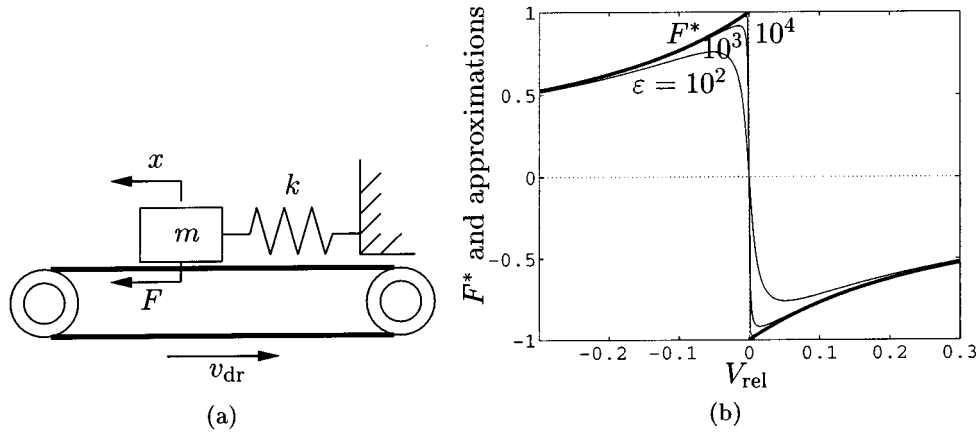 x
k
m
F
v_dr
(a)
F* and approximations
1
0.5
0
-0.5
-1
F*
10^3
10^4
ε = 10^2
-0.2
-0.1
0
0.1
0.2
0.3
V_rel
(b)